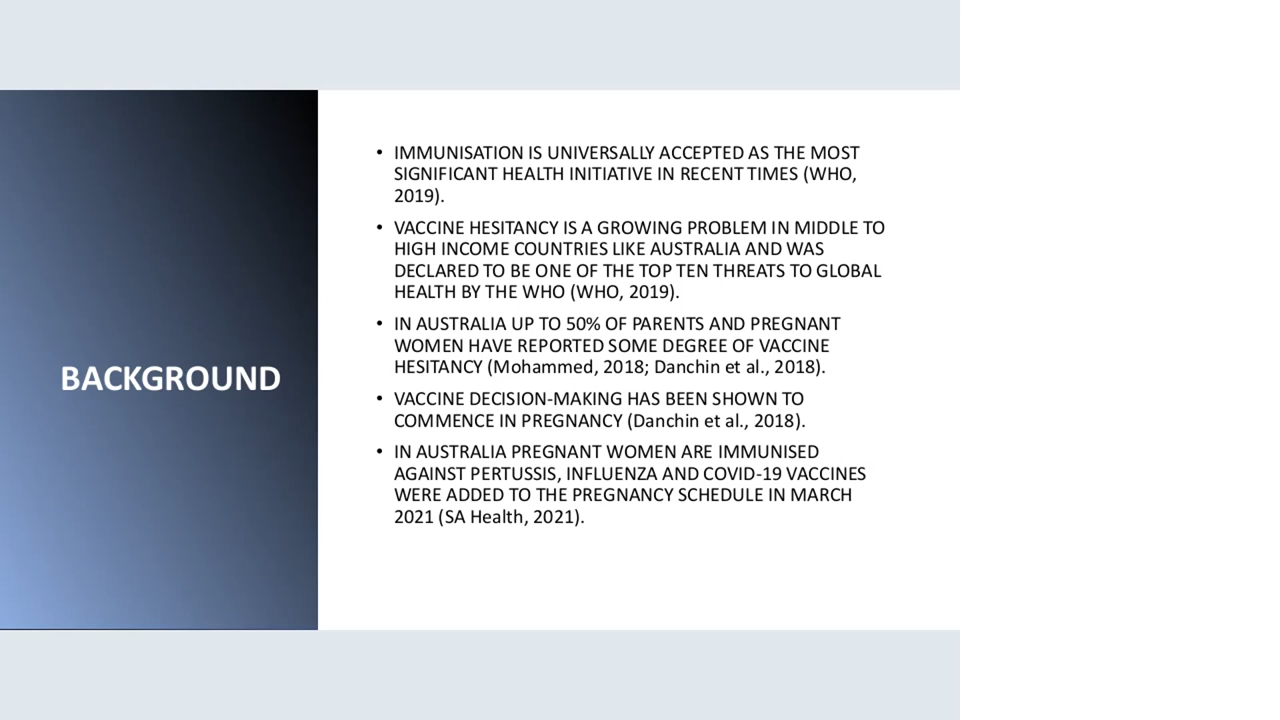 BACKGROUND
• IMMUNISATION IS UNIVERSALLY ACCEPTED AS THE MOST
SIGNIFICANT HEALTH INITIATIVE IN RECENT TIMES (WHO,
2019).
• VACCINE HESITANCY IS A GROWING PROBLEM IN MIDDLE TO
HIGH INCOME COUNTRIES LIKE AUSTRALIA AND WAS
DECLARED TO BE ONE OF THE TOP TEN THREATS TO GLOBAL
HEALTH BY THE WHO (WHO, 2019).
• IN AUSTRALIA UP TO 50% OF PARENTS AND PREGNANT
WOMEN HAVE REPORTED SOME DEGREE OF VACCINE
HESITANCY (Mohammed, 2018; Danchin et al., 2018).
• VACCINE DECISION-MAKING HAS BEEN SHOWN TO
COMMENCE IN PREGNANCY (Danchin et al., 2018).
• IN AUSTRALIA PREGNANT WOMEN ARE IMMUNISED
AGAINST PERTUSSIS, INFLUENZA AND COVID-19 VACCINES
WERE ADDED TO THE PREGNANCY SCHEDULE IN MARCH
2021 (SA Health, 2021).